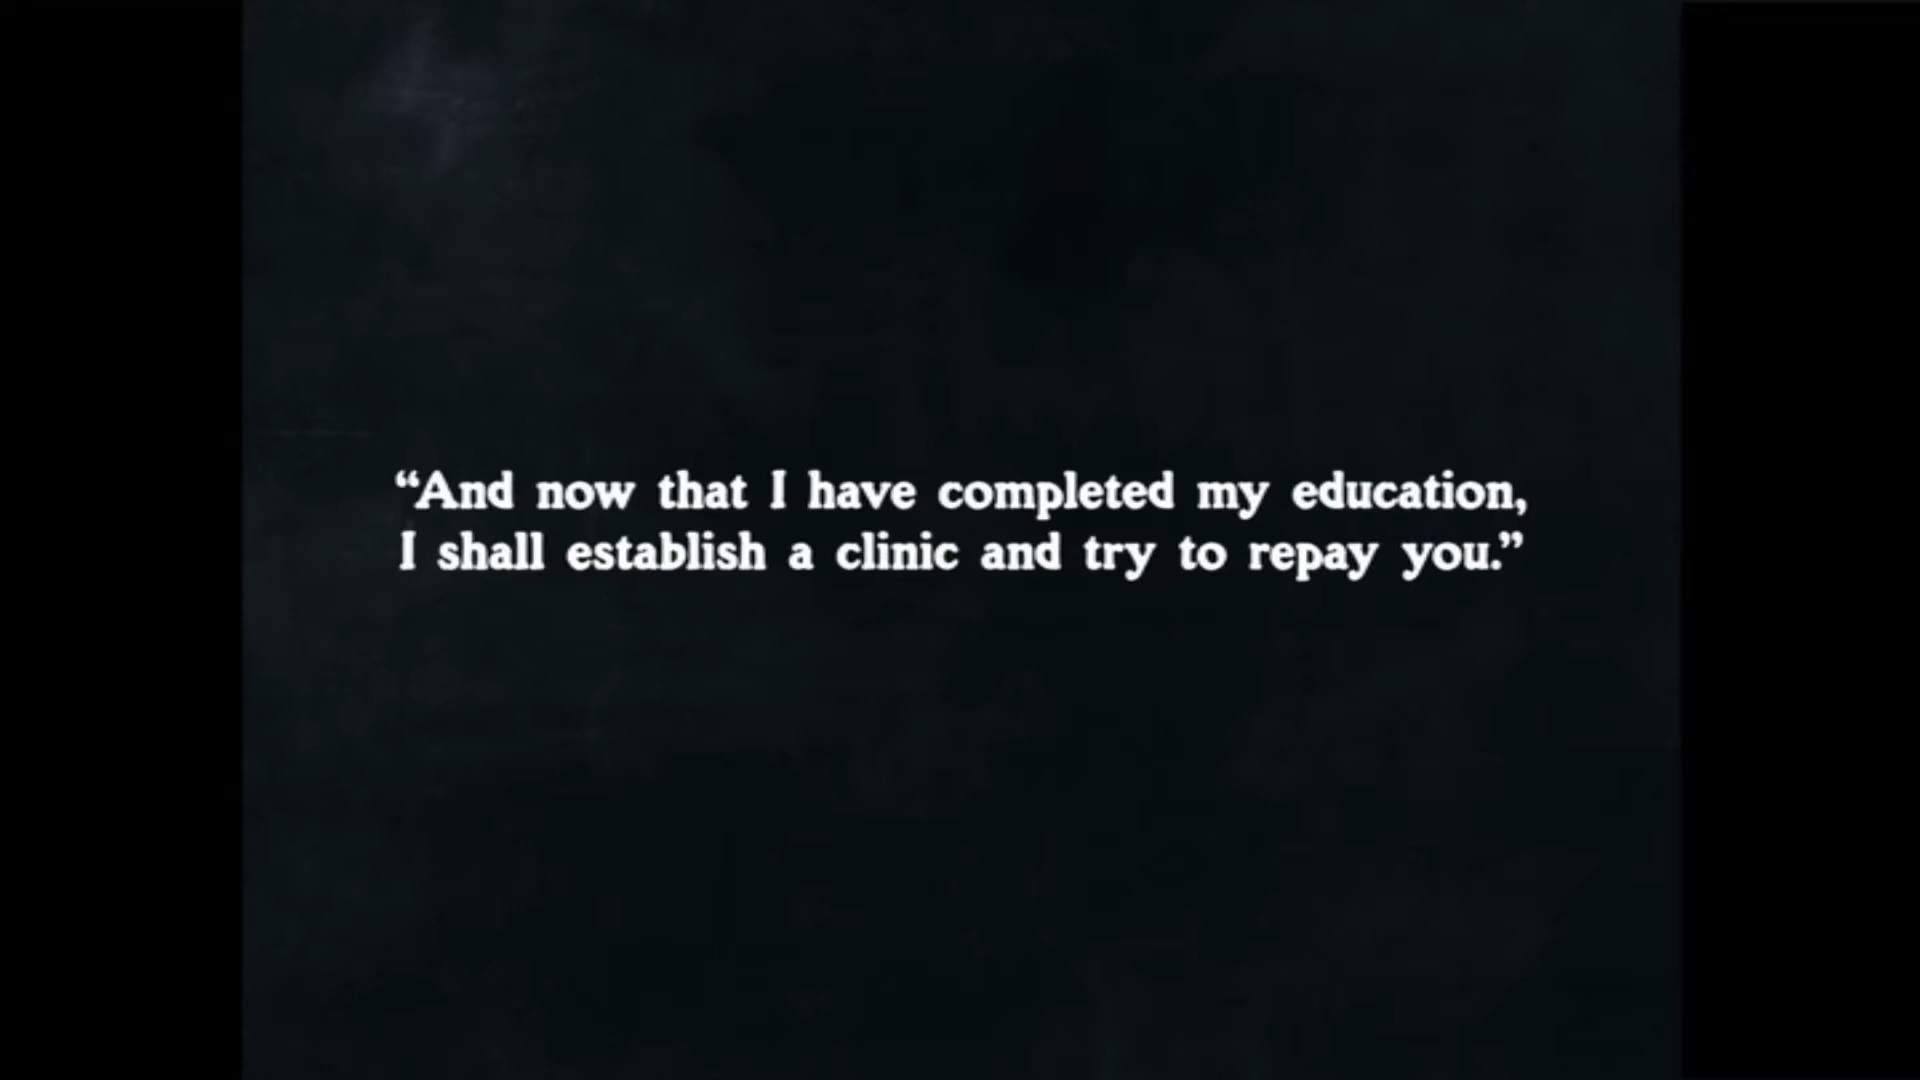 “And now that I have completed my education,
I shall establish a clinic and try to repay you.”